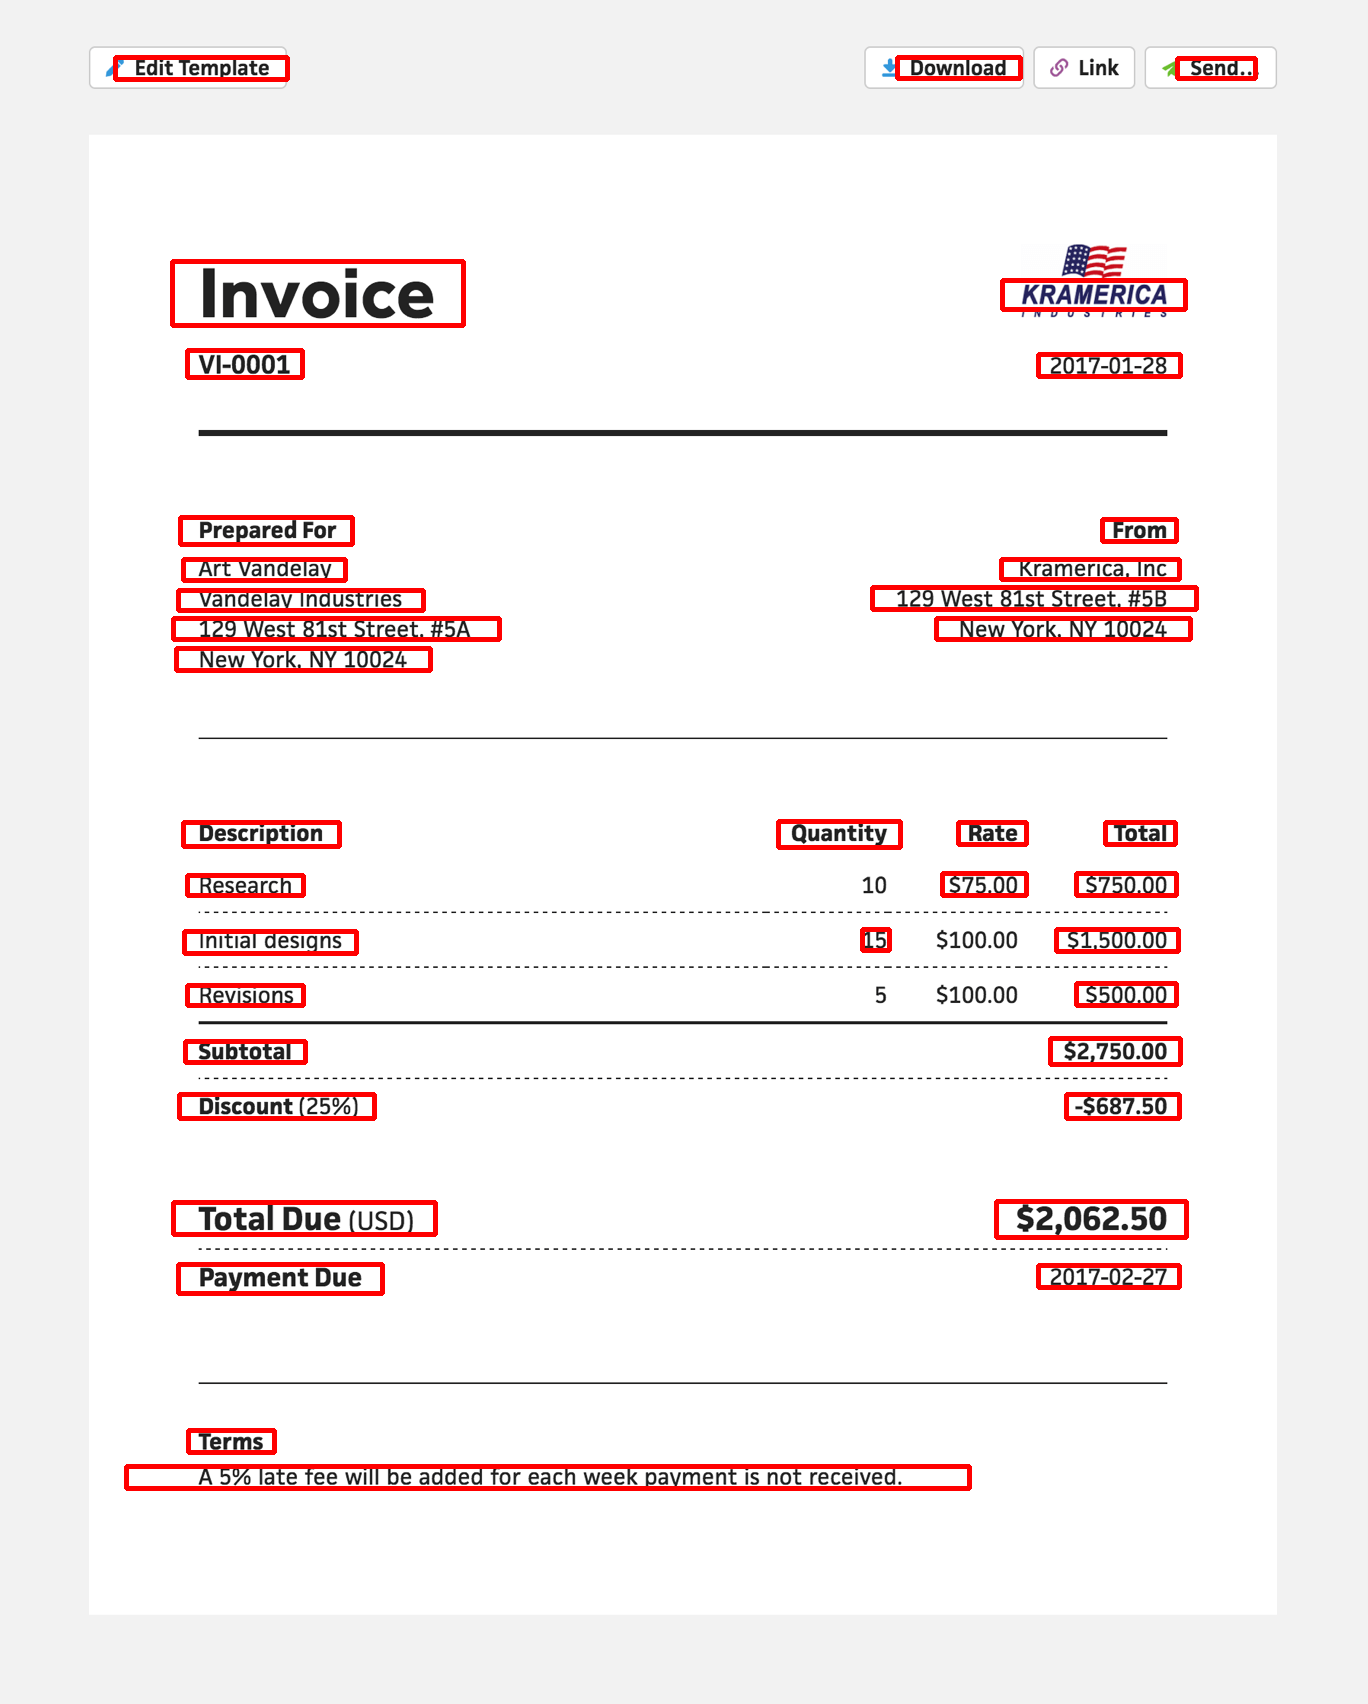 Edit Template Download Link Send...
Invoice
KRAMERICA
INDUSTRIES
VI-0001 2017-01-28
Prepared For From
Art Vandelay Kramerica, Inc
Vandelay Industries 129 West 81st Street, #5B
129 West 81st Street, #5A New York, NY 10024
New York, NY 10024
Description Quantity Rate Total
Research 10 $75.00 $750.00
Initial designs 15 $100.00 $1,500.00
Revisions 5 $100.00 $500.00
Subtotal $2,750.00
Discount (25%) -$687.50
Total Due (USD) $2,062.50
Payment Due 2017-02-27
Terms
A 5% late fee will be added for each week payment is not received.